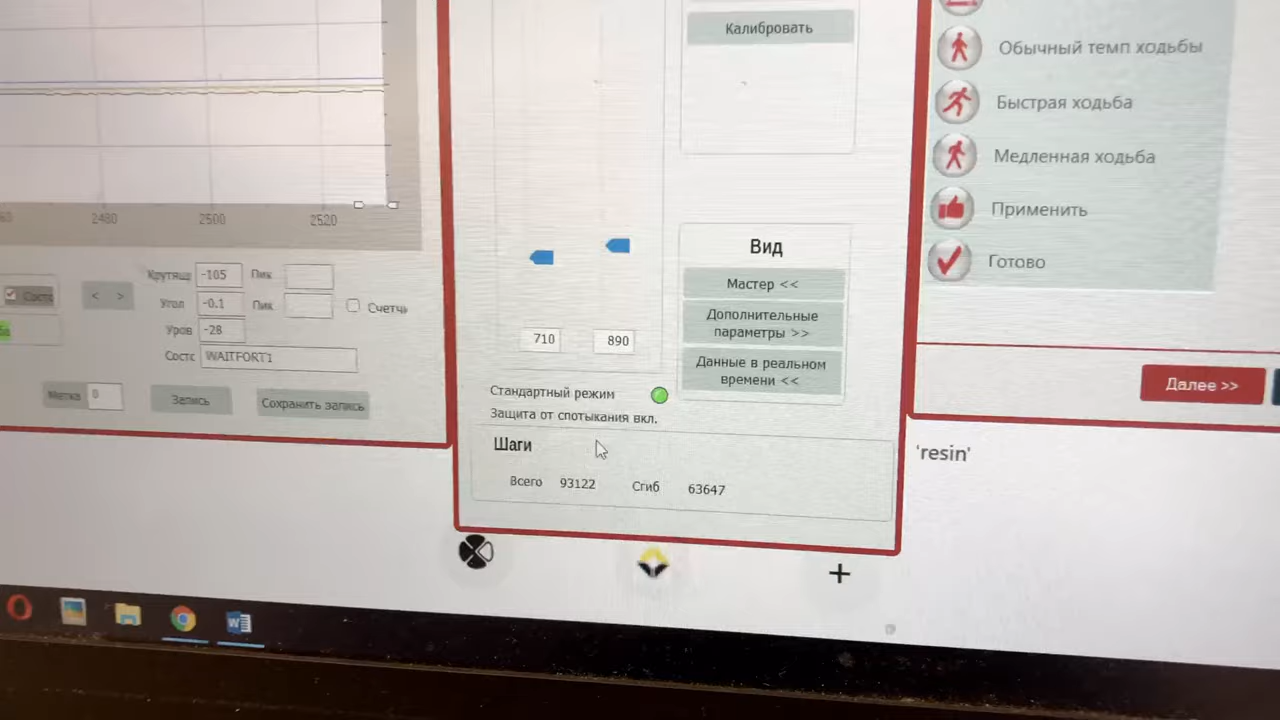 Калибровать
Обычный темп ходьбы
Быстрая ходьба
Медленная ходьба
Применить
Готово
Далее >>
'resin'
2480
2500
2520
Крутящ
-105
Пик
Угол
-0.1
Пик
Счетчи
Уров
-28
Состс
WAITFORT1
< >
Метка
0
Запись
Сохранить запись
710
890
Вид
Мастер <<
Дополнительные
параметры >>
Данные в реальном
времени <<
Стандартный режим
Защита от спотыкания вкл.
Шаги
Всего 93122 Сгиб 63647